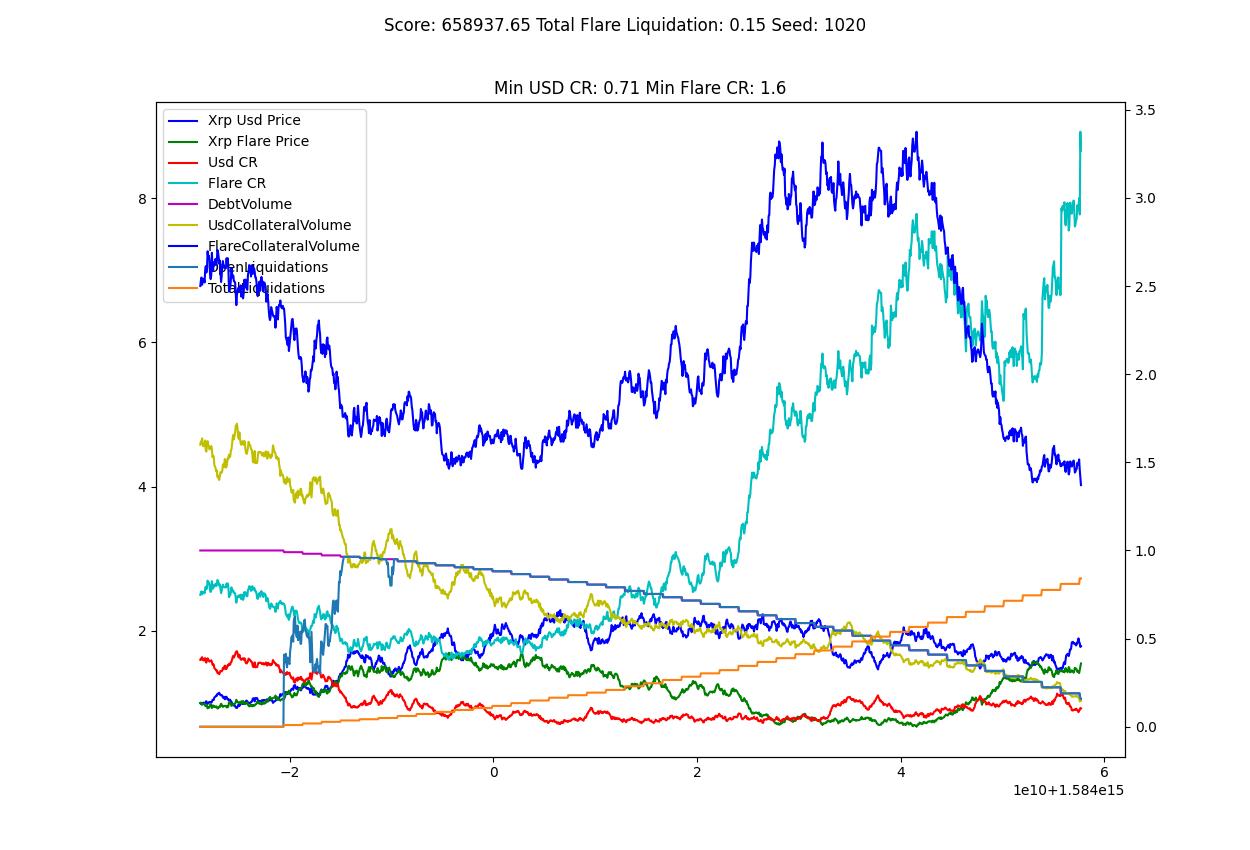 Score: 658937.65 Total Flare Liquidation: 0.15 Seed: 1020
Min USD CR: 0.71 Min Flare CR: 1.6
Xrp Usd Price
Xrp Flare Price
Usd CR
Flare CR
DebtVolume
UsdCollateralVolume
FlareCollateralVolume
OpenLiquidations
TotalLiquidations
8
6
4
2
3.5
3.0
2.5
2.0
1.5
1.0
0.5
0.0
−2
0
2
4
6
1e10+1.584e15